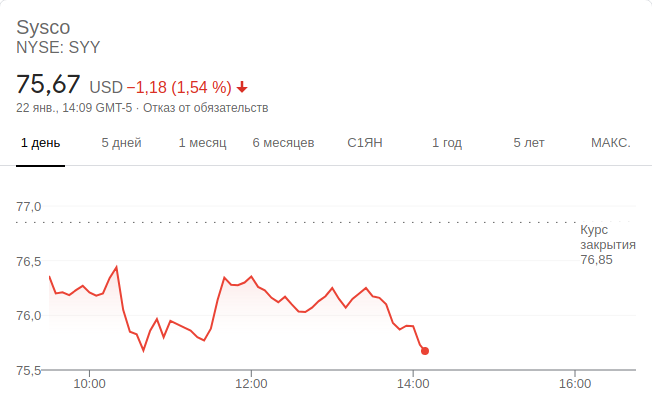 Sysco
NYSE: SYY
75,67 USD −1,18 (1,54 %)
22 янв., 14:09 GMT-5 · Отказ от обязательств
1 день 5 дней 1 месяц 6 месяцев С1ЯН 1 год 5 лет МАКС.
77,0
Курс
закрытия
76,85
76,5
76,0
75,5
10:00 12:00 14:00 16:00